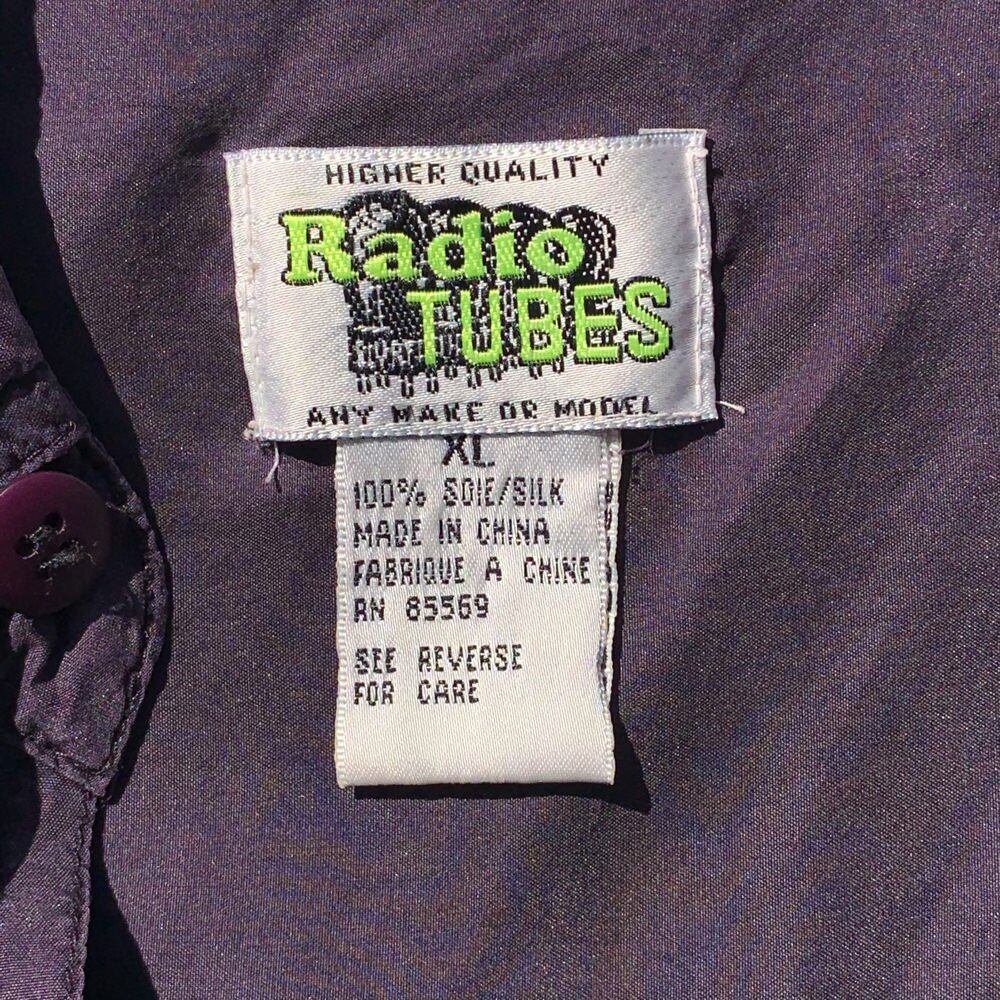 HIGHER QUALITY
Radio
TUBES
ANY MAKE OR MODEL
XL
100% SOIE/SILK
MADE IN CHINA
FABRIQUE A CHINE
RN 85569
SEE REVERSE
FOR CARE